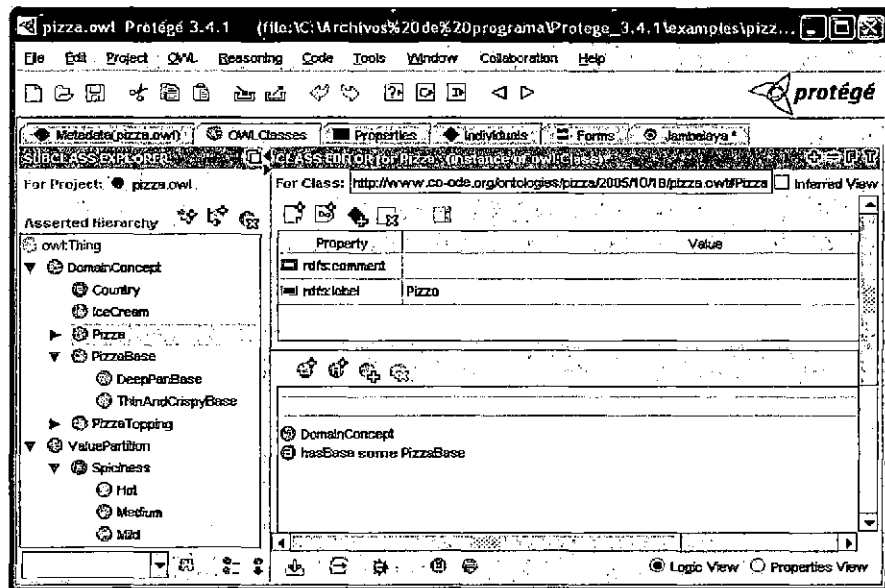 pizza.owl Protégé 3.4.1 (file:\C:\Archivos%20de%20programa\Protege_3.4.1\examples\pizz...
File Edit Project OWL Reasoning Code Tools Window Collaboration Help
protégé
Metadata(pizza.owl) OWLClasses Properties Individuals Forms Jambalaya
SUBCLASS EXPLORER
CLASS EDITOR for Pizza (instance of owl:Class)
For Project: pizza.owl
For Class: http://www.co-ode.org/ontologies/pizza/2005/10/18/pizza.owl#Pizza Inferred View
Asserted Hierarchy
Property Value
owl:Thing
rdfs:comment
DomainConcept
rdfs:label Pizza
Country
IceCream
Pizza
PizzaBase
DeepPanBase
ThinAndCrispyBase
PizzaTopping
ValuePartition
Spiciness
Hot
Medium
Mild
DomainConcept
hasBase some PizzaBase
Logic View Properties View